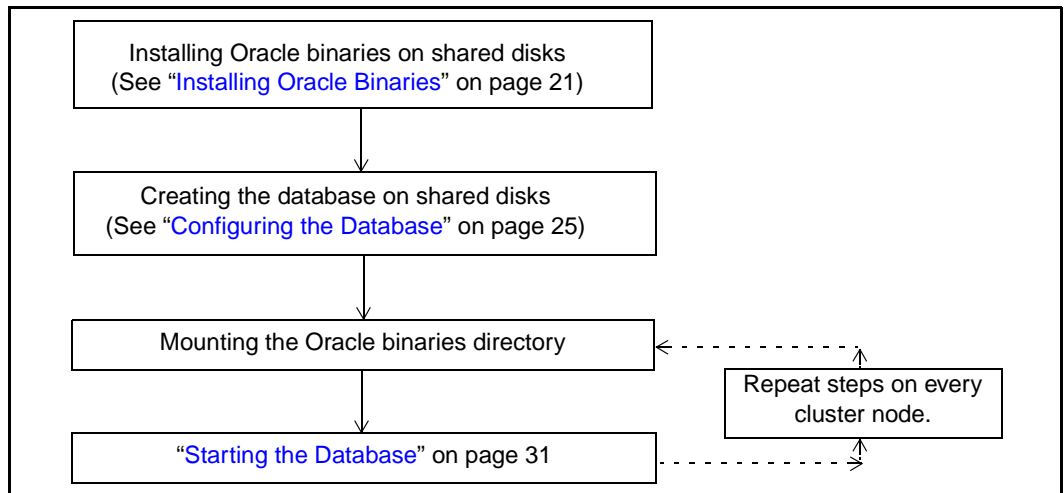 Installing Oracle binaries on shared disks
(See “Installing Oracle Binaries” on page 21)
Creating the database on shared disks
(See “Configuring the Database” on page 25)
Mounting the Oracle binaries directory
Repeat steps on every
cluster node.
“Starting the Database” on page 31